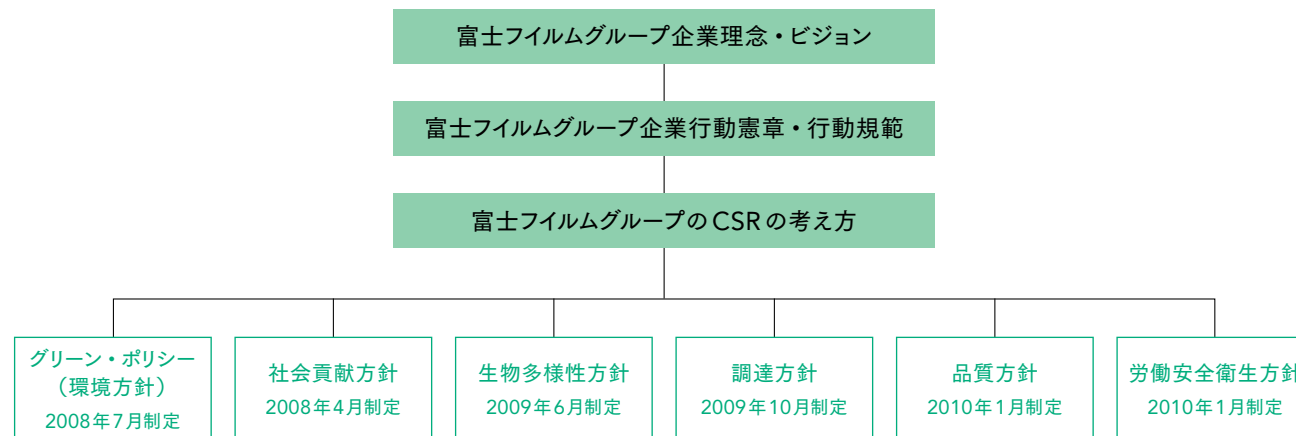 富士フイルムグループ企業理念・ビジョン
富士フイルムグループ企業行動憲章・行動規範
富士フイルムグループのCSRの考え方
グリーン・ポリシー
（環境方針）
2008年7月制定
社会貢献方針
2008年4月制定
生物多様性方針
2009年6月制定
調達方針
2009年10月制定
品質方針
2010年1月制定
労働安全衛生方針
2010年1月制定